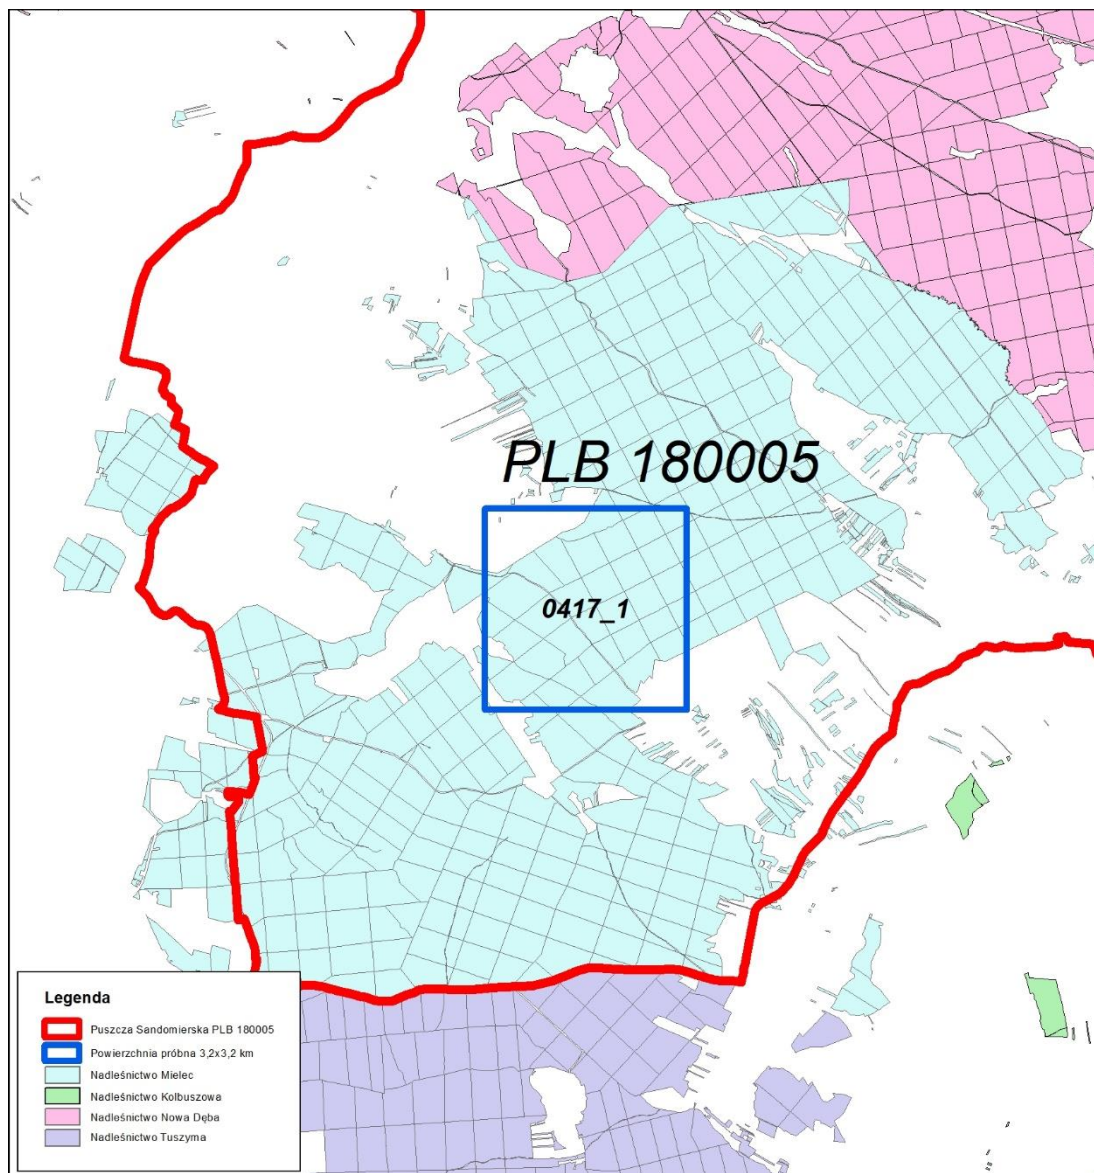 PLB 180005
0417_1
Legenda
Puszcza Sandomierska PLB 180005
Powierzchnia próbna 3,2x3,2 km
Nadleśnictwo Mielec
Nadleśnictwo Kolbuszowa
Nadleśnictwo Nowa Dęba
Nadleśnictwo Tuszyma